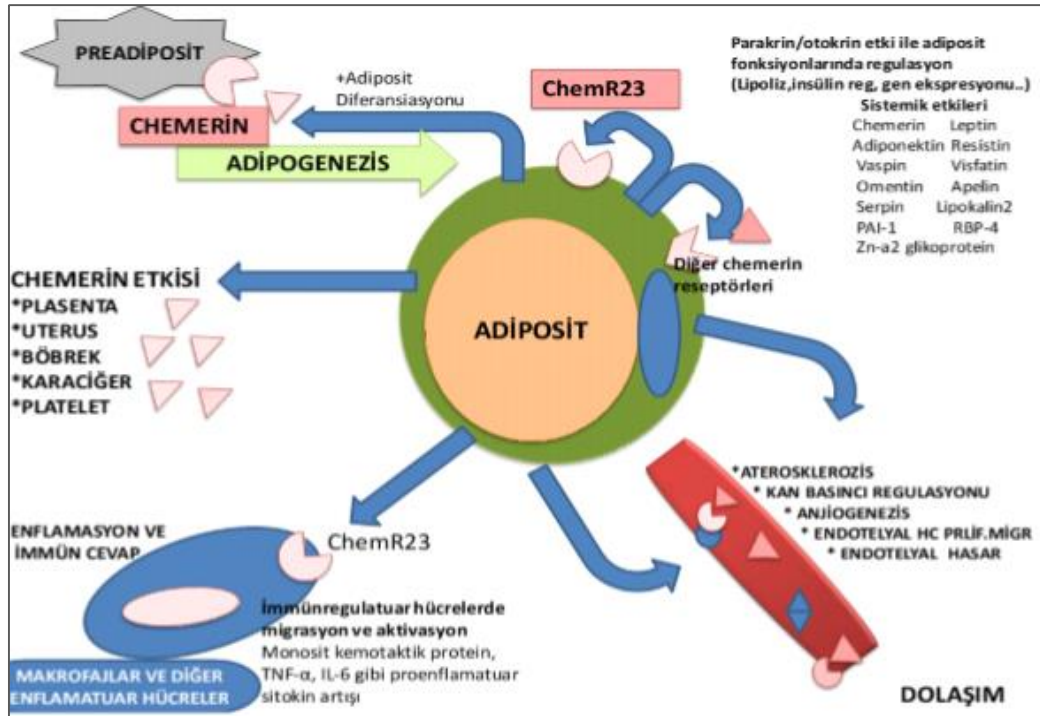 PREADİPOSİT
CHEMERİN
ADİPOGENEZİS
+Adiposit
Diferansiasyonu
ChemR23
Parakrin/otokrin etki ile adiposit
fonksiyonlarında regulasyon
(Lipoliz,insülin reg, gen ekspresyonu..)
Sistemik etkileri
Chemerin Leptin
Adiponektin Resistin
Vaspin Visfatin
Omentin Apelin
Serpin Lipokalin2
PAI-1 RBP-4
Zn-a2 glikoprotein
Diğer chemerin
reseptörleri
ADİPOSİT
CHEMERİN ETKİSİ
*PLASENTA
*UTERUS
*BÖBREK
*KARACİĞER
*PLATELET
*ATEROSKLEROZİS
* KAN BASINCI REGULASYONU
* ANJİOGENEZİS
* ENDOTELYAL HC PRLİF.MİGR
* ENDOTELYAL HASAR
ENFLAMASYON VE
İMMÜN CEVAP
ChemR23
İmmünregulatuar hücrelerde
migrasyon ve aktivasyon
Monosit kemotaktik protein,
TNF-α, IL-6 gibi proenflamatuar
sitokin artışı
MAKROFAJLAR VE DİĞER
ENFLAMATUAR HÜCRELER
DOLAŞIM